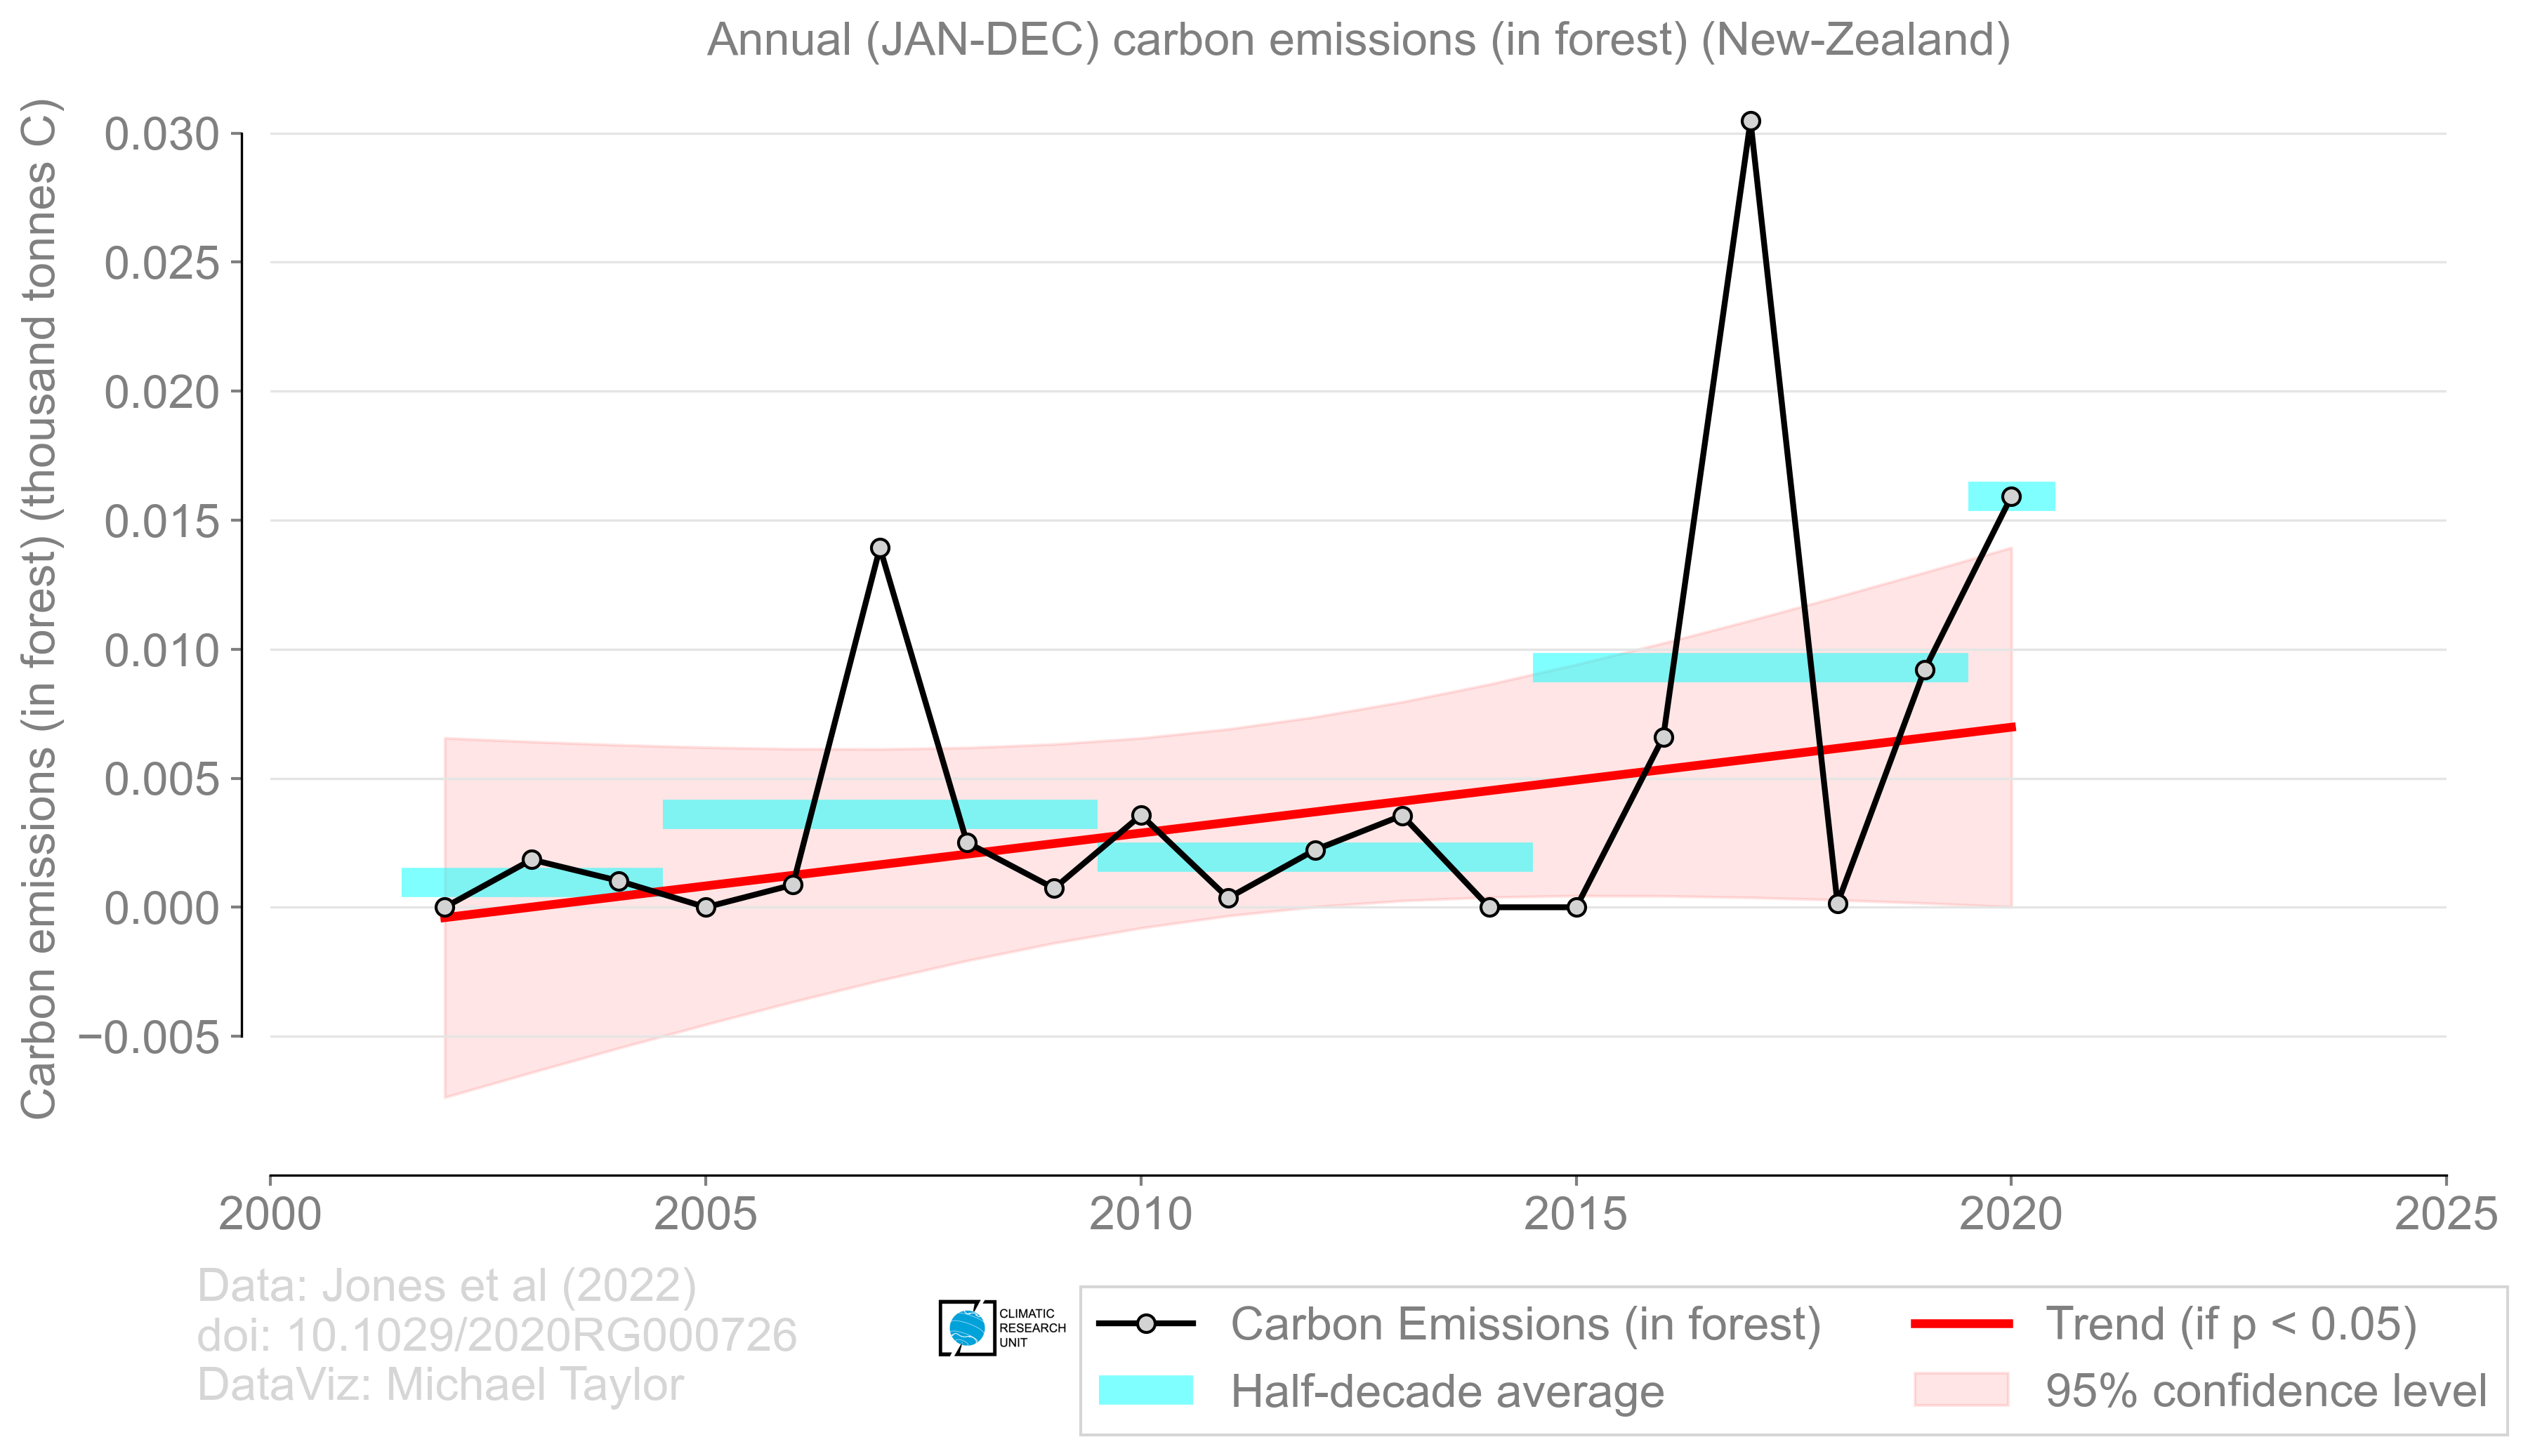 Annual (JAN-DEC) carbon emissions (in forest) (New-Zealand)
Carbon emissions (in forest) (thousand tonnes C)
0.030
0.025
0.020
0.015
0.010
0.005
0.000
−0.005
2000 2005 2010 2015 2020 2025
Data: Jones et al (2022)
doi: 10.1029/2020RG000726
DataViz: Michael Taylor
CLIMATIC
RESEARCH
UNIT
Carbon Emissions (in forest)
Half-decade average
Trend (if p < 0.05)
95% confidence level